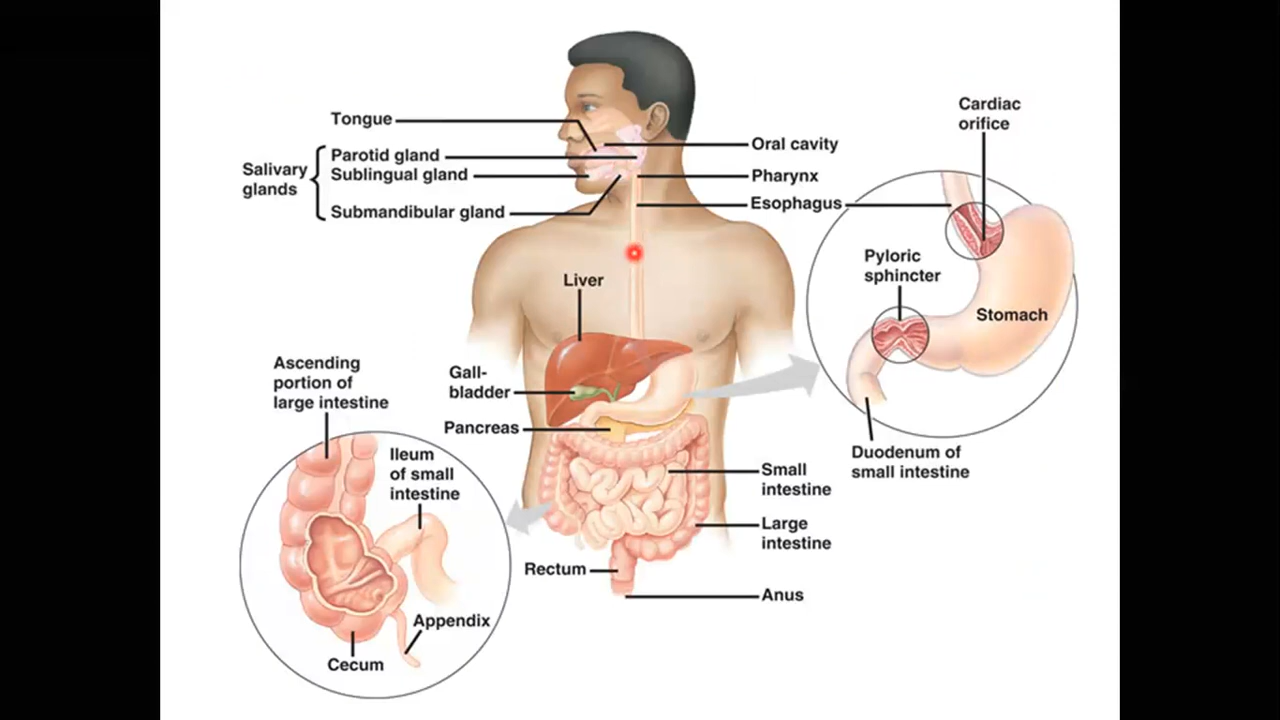 Tongue
Salivary
glands
Parotid gland
Sublingual gland
Submandibular gland
Oral cavity
Pharynx
Esophagus
Cardiac
orifice
Pyloric
sphincter
Stomach
Duodenum of
small intestine
Liver
Gall-
bladder
Pancreas
Small
intestine
Large
intestine
Rectum
Anus
Ascending
portion of
large intestine
Ileum
of small
intestine
Appendix
Cecum